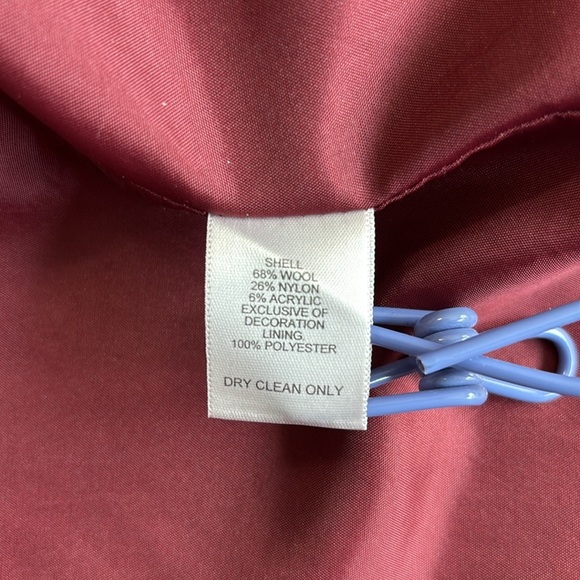 SHELL
68% WOOL
26% NYLON
6% ACRYLIC
EXCLUSIVE OF
DECORATION
LINING,
100% POLYESTER
DRY CLEAN ONLY